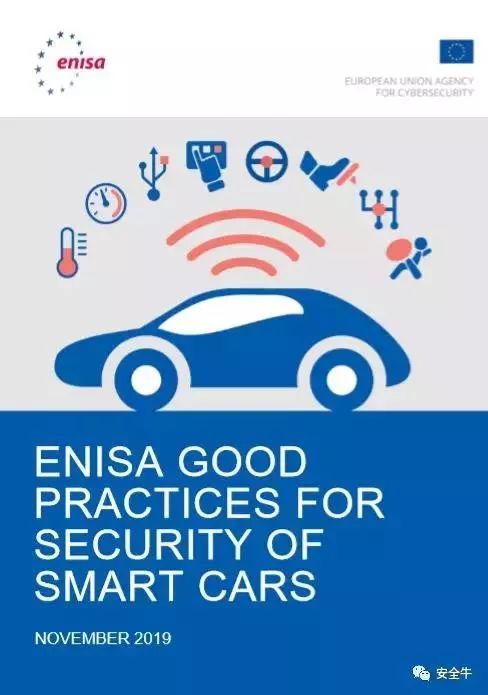 enisa
EUROPEAN UNION AGENCY
FOR CYBERSECURITY
ENISA GOOD
PRACTICES FOR
SECURITY OF
SMART CARS
NOVEMBER 2019
安全牛